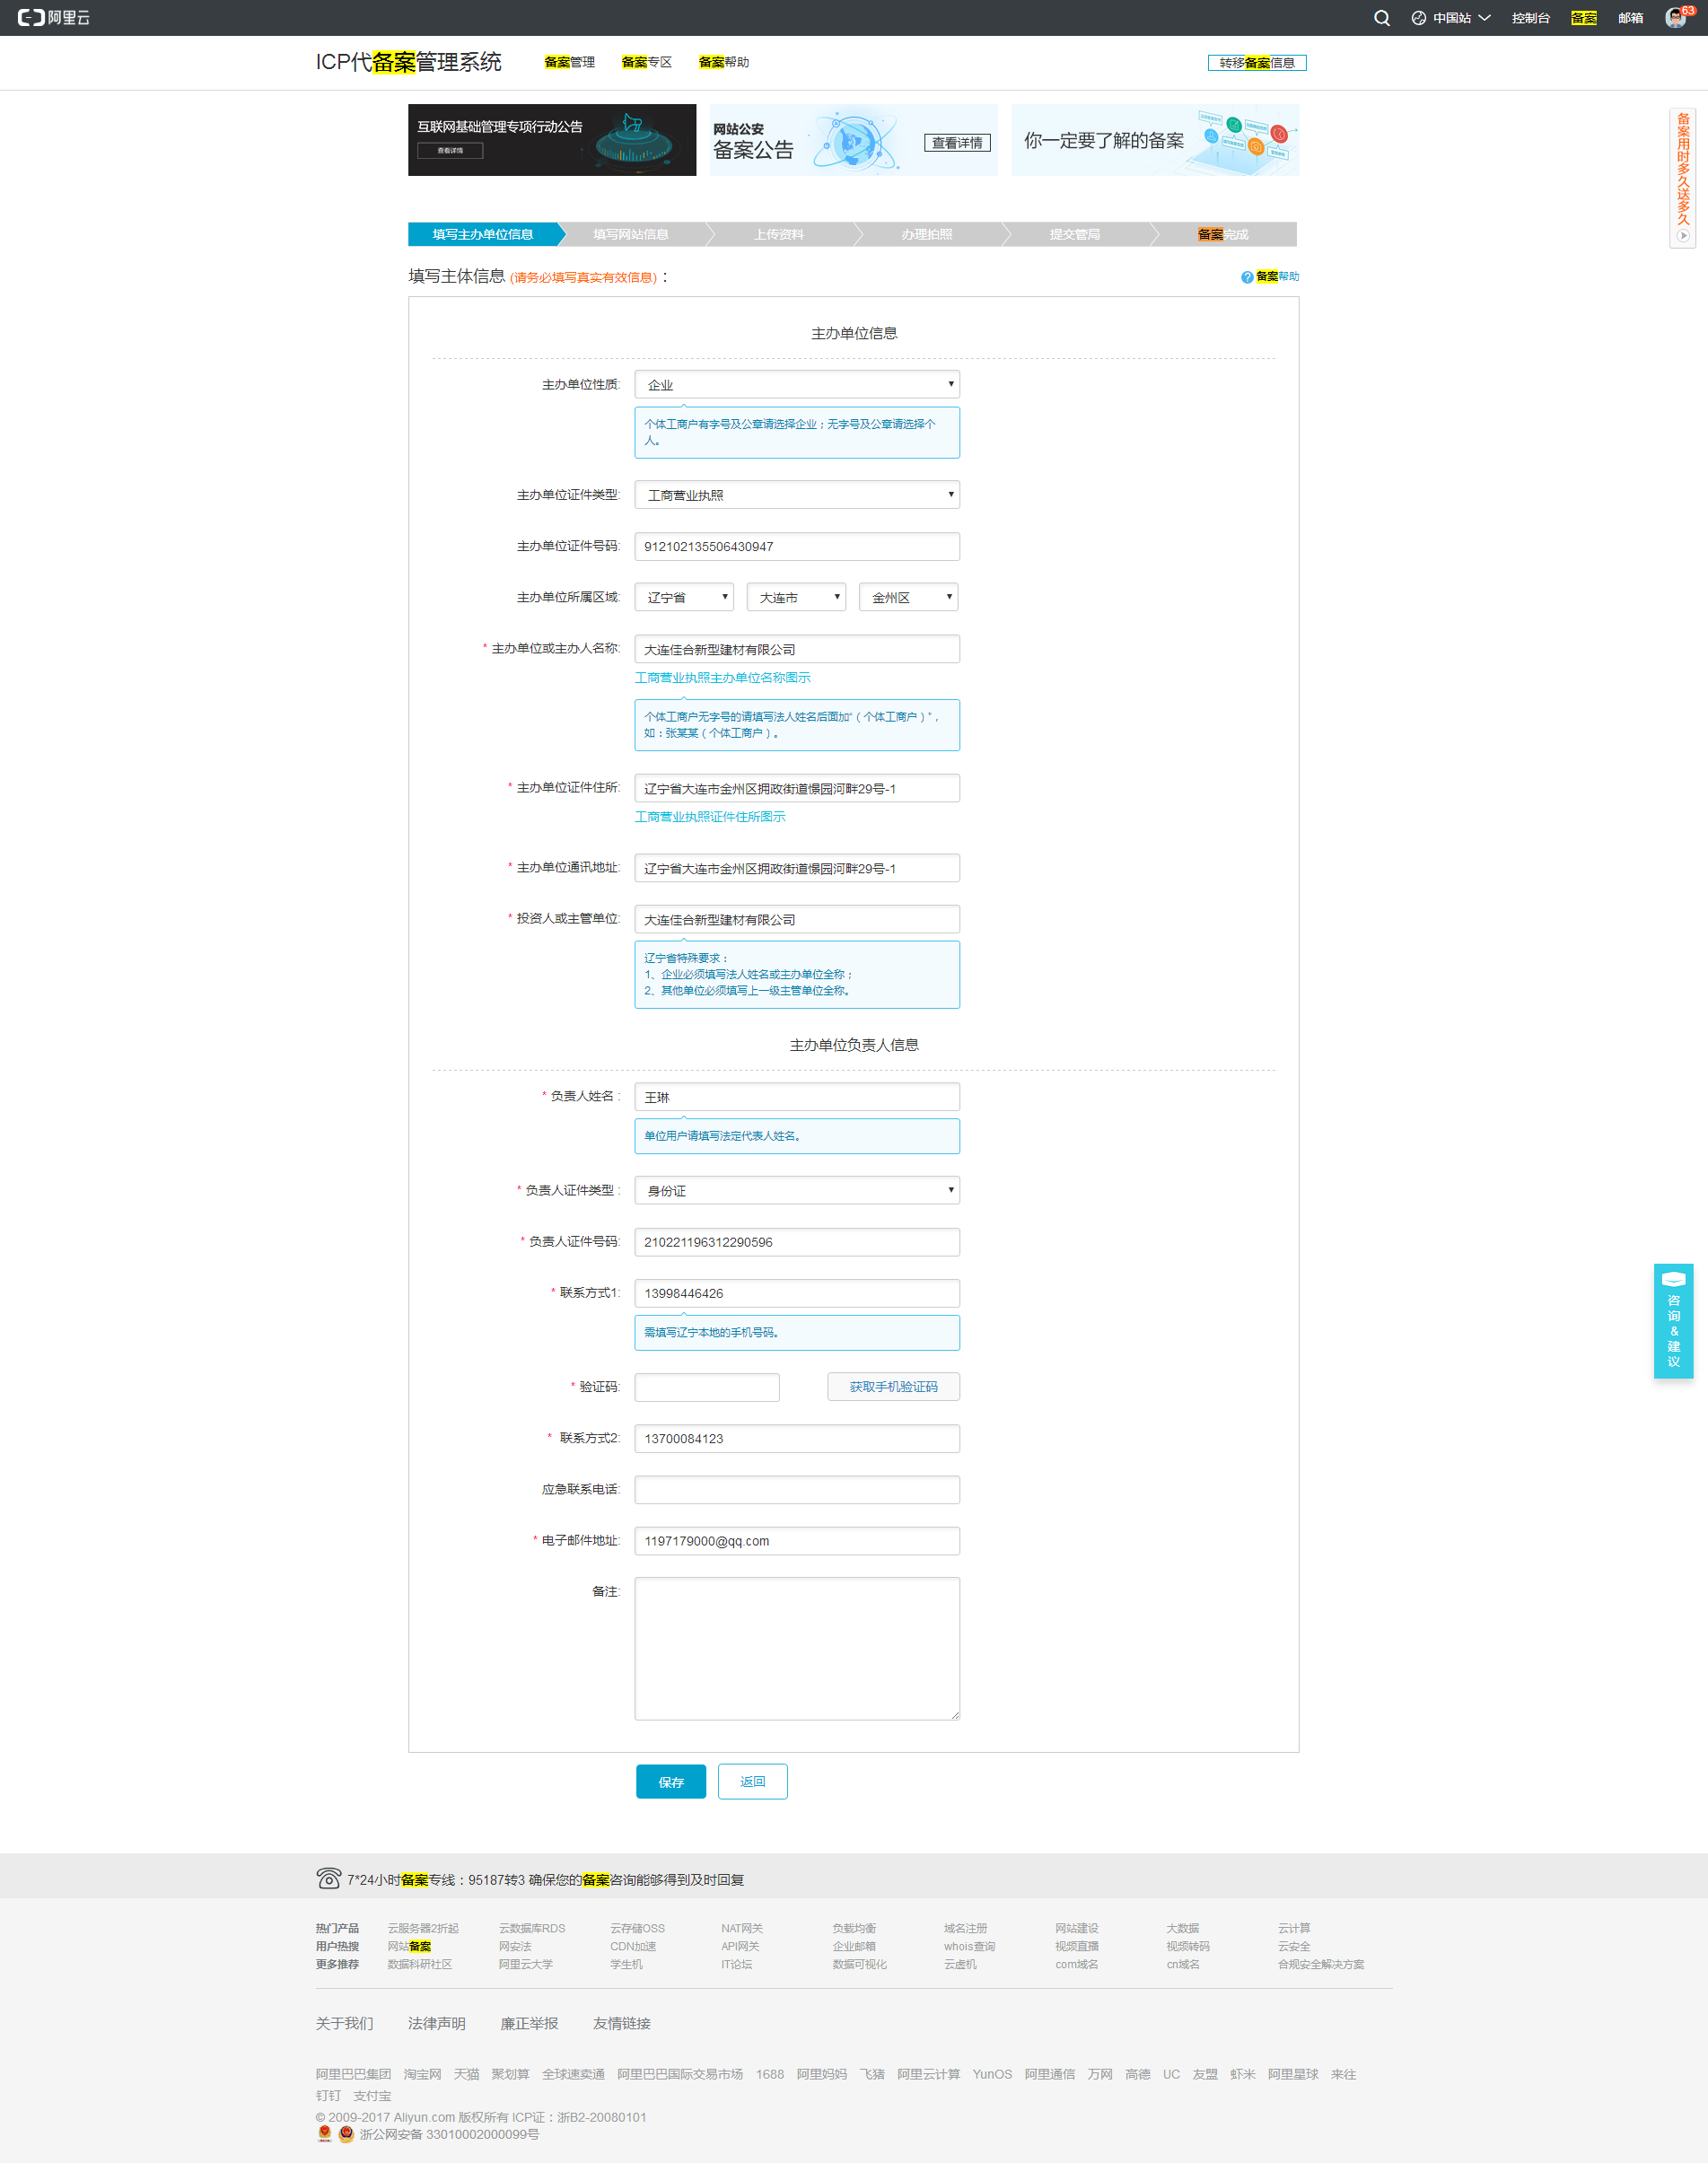 阿里云
中国站 控制台 备案 邮箱 63
ICP代备案管理系统 备案管理 备案专区 备案帮助 转移备案信息
互联网基础管理专项行动公告
查看详情
网站公安
备案公告 查看详情
你一定要了解的备案
备案用时多久送多久
填写主办单位信息 填写网站信息 上传资料 办理拍照 提交管局 备案完成
填写主体信息 (请务必填写真实有效信息) : 备案帮助
主办单位信息
主办单位性质: 企业
个体工商户有字号及公章请选择企业；无字号及公章请选择个
人。
主办单位证件类型: 工商营业执照
主办单位证件号码: 912102135506430947
主办单位所属区域: 辽宁省 大连市 金州区
* 主办单位或主办人名称: 大连佳合新型建材有限公司
工商营业执照主办单位名称图示
个体工商户无字号的请填写法人姓名后面加“（个体工商户）”，
如：张某某（个体工商户）。
* 主办单位证件住所: 辽宁省大连市金州区拥政街道憬园河畔29号-1
工商营业执照证件住所图示
* 主办单位通讯地址: 辽宁省大连市金州区拥政街道憬园河畔29号-1
* 投资人或主管单位: 大连佳合新型建材有限公司
辽宁省特殊要求：
1、企业必须填写法人姓名或主办单位全称；
2、其他单位必须填写上一级主管单位全称。
主办单位负责人信息
* 负责人姓名 : 王琳
单位用户请填写法定代表人姓名。
* 负责人证件类型 : 身份证
* 负责人证件号码: 210221196312290596
* 联系方式1: 13998446426
需填写辽宁本地的手机号码。
* 验证码: 获取手机验证码
* 联系方式2: 13700084123
应急联系电话:
* 电子邮件地址: 1197179000@qq.com
备注:
咨询&建议
保存 返回
7*24小时备案专线：95187转3 确保您的备案咨询能够得到及时回复
热门产品 云服务器2折起 云数据库RDS 云存储OSS NAT网关 负载均衡 域名注册 网站建设 大数据 云计算
用户热搜 网站备案 网安法 CDN加速 API网关 企业邮箱 whois查询 视频直播 视频转码 云安全
更多推荐 数据科研社区 阿里云大学 学生机 IT论坛 数据可视化 云虚机 com域名 cn域名 合规安全解决方案
关于我们 法律声明 廉正举报 友情链接
阿里巴巴集团 淘宝网 天猫 聚划算 全球速卖通 阿里巴巴国际交易市场 1688 阿里妈妈 飞猪 阿里云计算 YunOS 阿里通信 万网 高德 UC 友盟 虾米 阿里星球 来往
钉钉 支付宝
© 2009-2017 Aliyun.com 版权所有 ICP证：浙B2-20080101
浙公网安备 33010002000099号